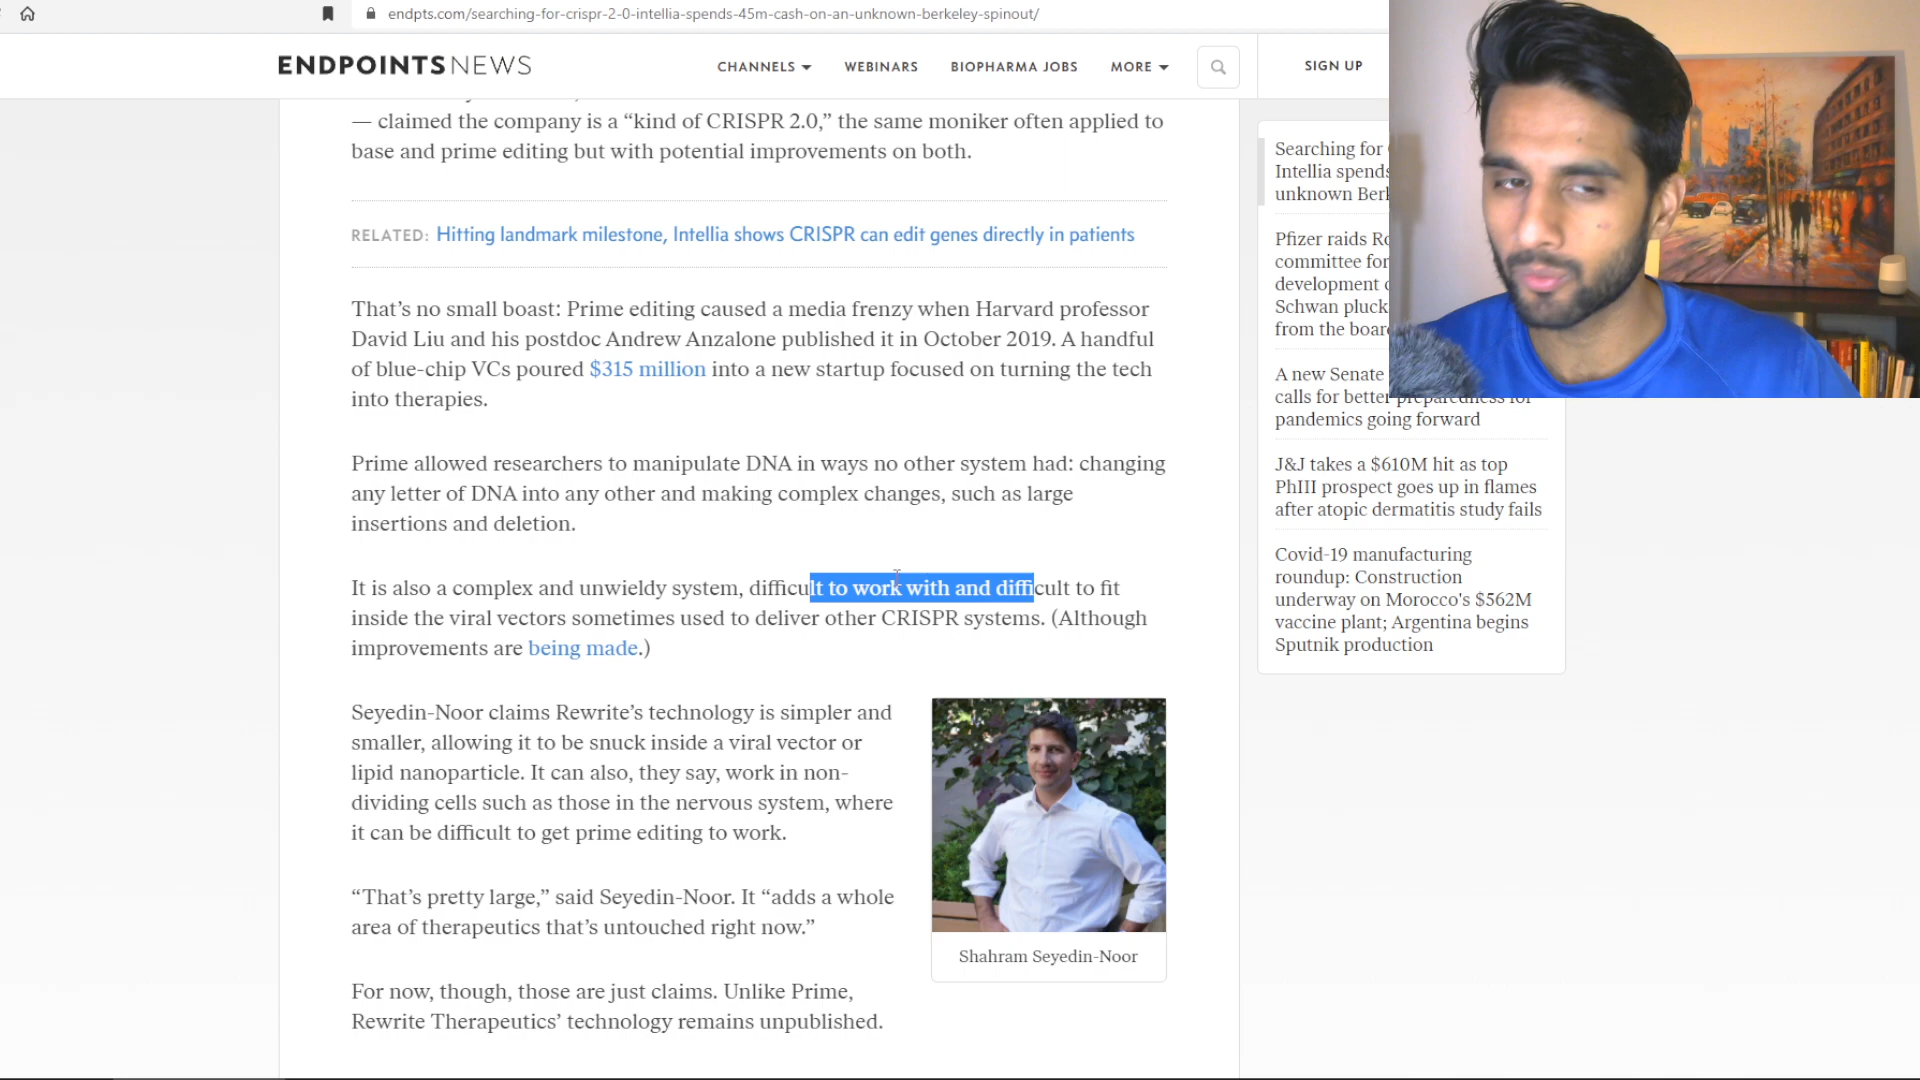 endpts.com/searching-for-crispr-2-0-intellia-spends-45m-cash-on-an-unknown-berkeley-spinout/
ENDPOINTS NEWS
CHANNELS
WEBINARS
BIOPHARMA JOBS
MORE
SIGN UP
— claimed the company is a “kind of CRISPR 2.0,” the same moniker often applied to
base and prime editing but with potential improvements on both.
RELATED: Hitting landmark milestone, Intellia shows CRISPR can edit genes directly in patients
That’s no small boast: Prime editing caused a media frenzy when Harvard professor
David Liu and his postdoc Andrew Anzalone published it in October 2019. A handful
of blue-chip VCs poured $315 million into a new startup focused on turning the tech
into therapies.
Prime allowed researchers to manipulate DNA in ways no other system had: changing
any letter of DNA into any other and making complex changes, such as large
insertions and deletion.
It is also a complex and unwieldy system, difficult to work with and difficult to fit
inside the viral vectors sometimes used to deliver other CRISPR systems. (Although
improvements are being made.)
Seyedin-Noor claims Rewrite’s technology is simpler and
smaller, allowing it to be snuck inside a viral vector or
lipid nanoparticle. It can also, they say, work in non-
dividing cells such as those in the nervous system, where
it can be difficult to get prime editing to work.
“That’s pretty large,” said Seyedin-Noor. It “adds a whole
area of therapeutics that’s untouched right now.”
For now, though, those are just claims. Unlike Prime,
Rewrite Therapeutics’ technology remains unpublished.
Shahram Seyedin-Noor
Searching for
Intellia spends
unknown
Pfizer raids
committee for
development
Schwan pluck
from the
A new Senate
calls for better preparedness for
pandemics going forward
J&J takes a $610M hit as top
PhIII prospect goes up in flames
after atopic dermatitis study fails
Covid-19 manufacturing
roundup: Construction
underway on Morocco's $562M
vaccine plant; Argentina begins
Sputnik production